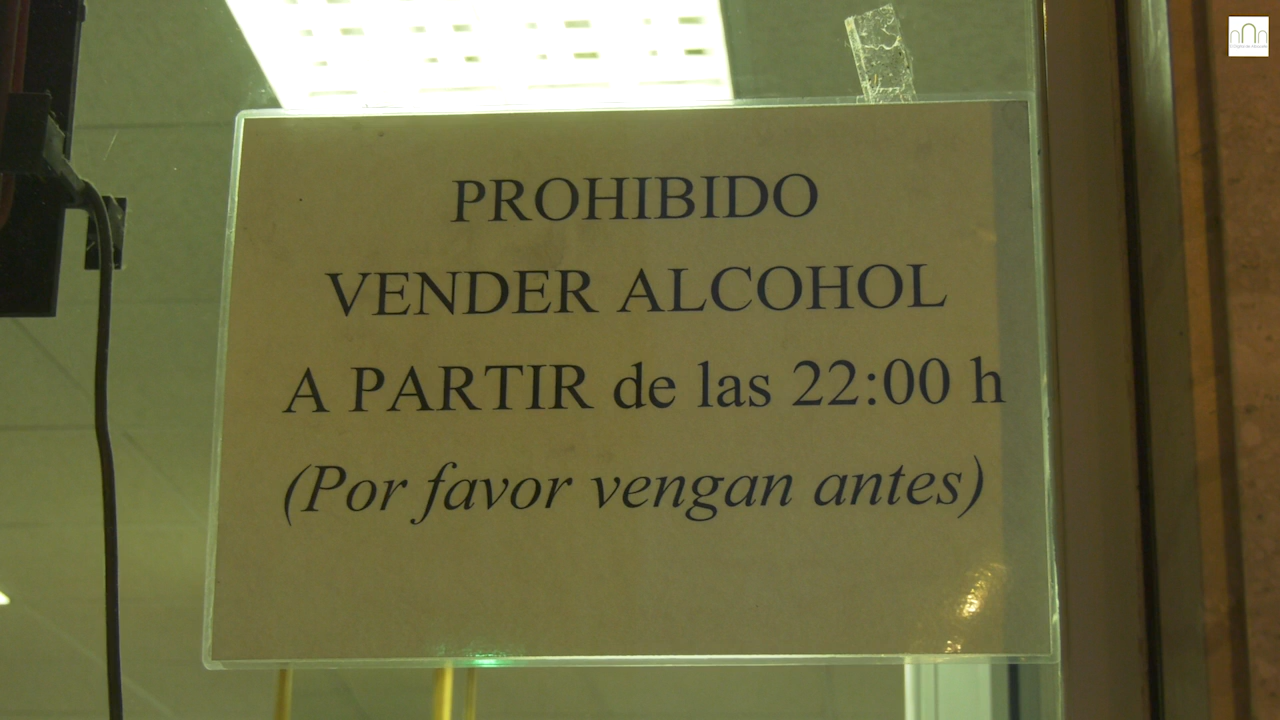 PROHIBIDO
VENDER ALCOHOL
A PARTIR de las 22:00 h
(Por favor vengan antes)